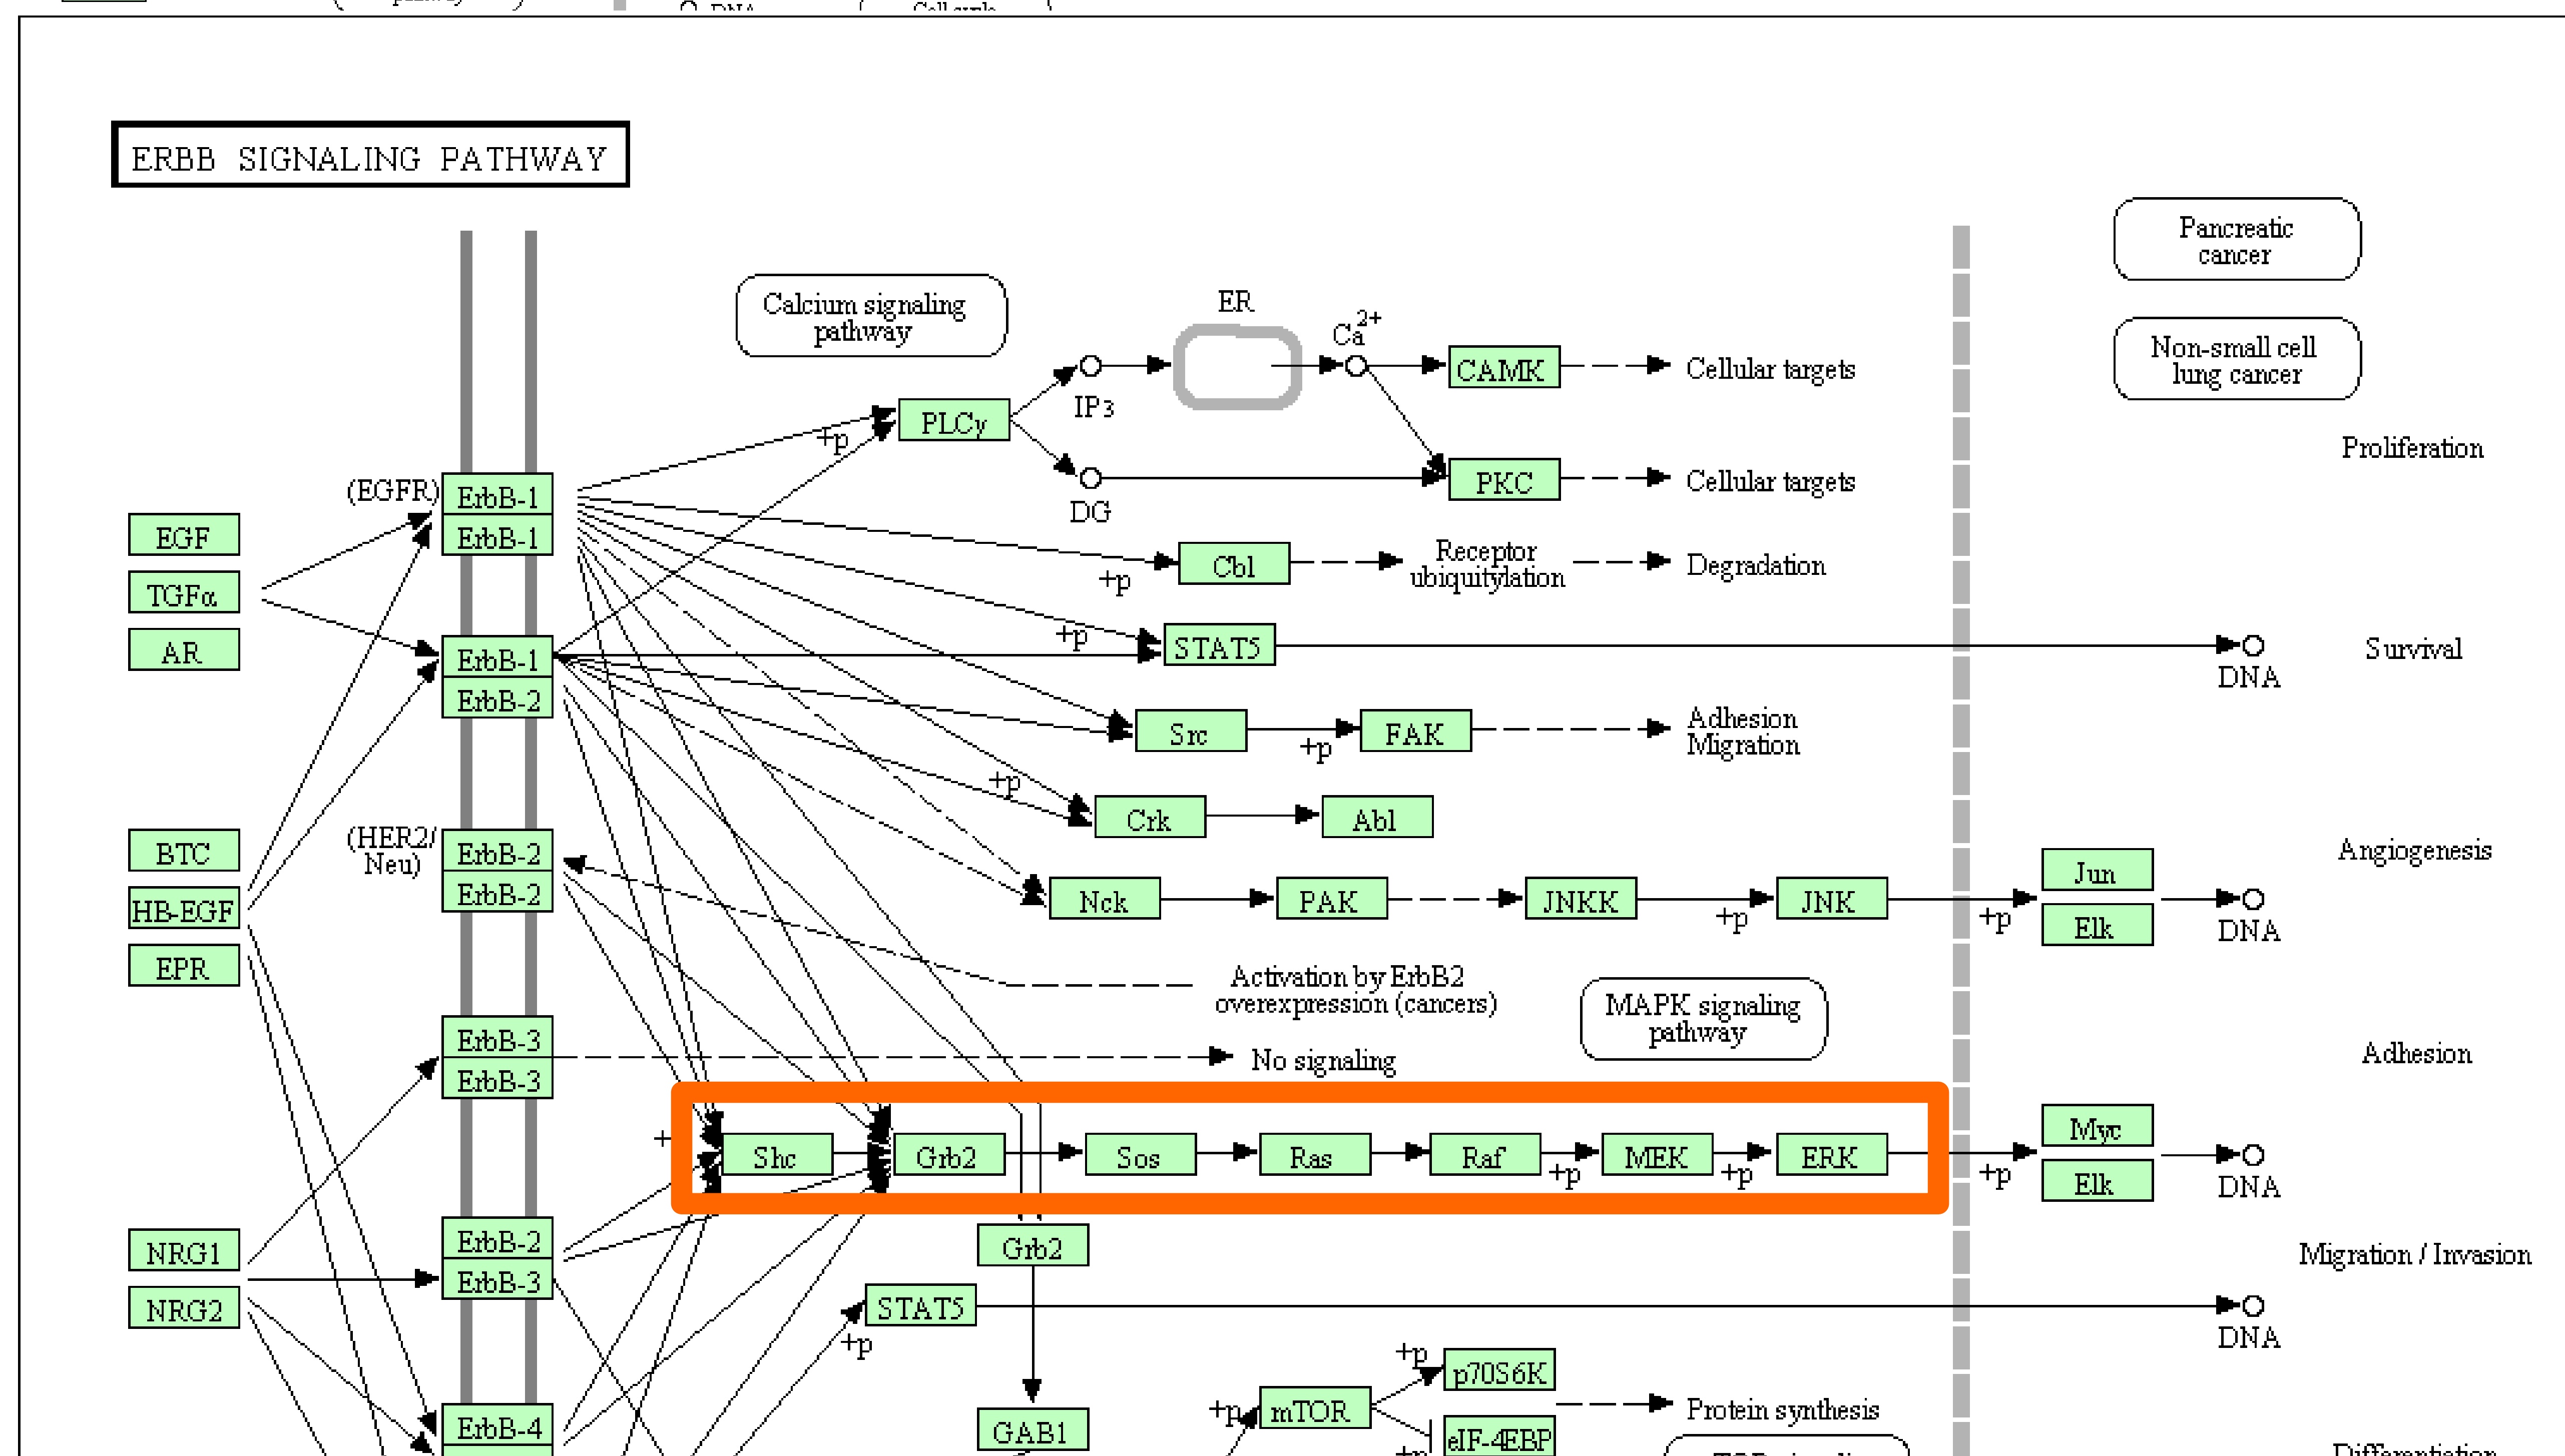 ERBB SIGNALING PATHWAY
Pancreatic
cancer
Calcium signaling
pathway
ER
Ca2+
Non-small cell
lung cancer
CAMK
Cellular targets
IP3
PLCγ
+p
Proliferation
(EGFR)
ErbB-1
ErbB-1
PKC
Cellular targets
DG
EGF
TGFα
AR
Cbl
+p
Receptor
ubiquitylation
Degradation
ErbB-1
ErbB-2
+p
STAT5
DNA
Survival
Src
+p
FAK
Adhesion
Migration
+p
Crk
Abl
BTC
HB-EGF
EPR
(HER2/
Neu)
ErbB-2
ErbB-2
Angiogenesis
Nck
PAK
JNKK
+p
JNK
+p
Jun
Elk
DNA
Activation by ErbB2
overexpression (cancers)
MAPK signaling
pathway
ErbB-3
ErbB-3
No signaling
Adhesion
Shc
Grb2
Sos
Ras
Raf
+p
MEK
+p
ERK
+p
Myc
Elk
DNA
NRG1
NRG2
ErbB-2
ErbB-3
Grb2
Migration / Invasion
STAT5
+p
DNA
+p
p70S6K
+p
mTOR
Protein synthesis
ErbB-4
GAB1
eIF-4EBP
+p